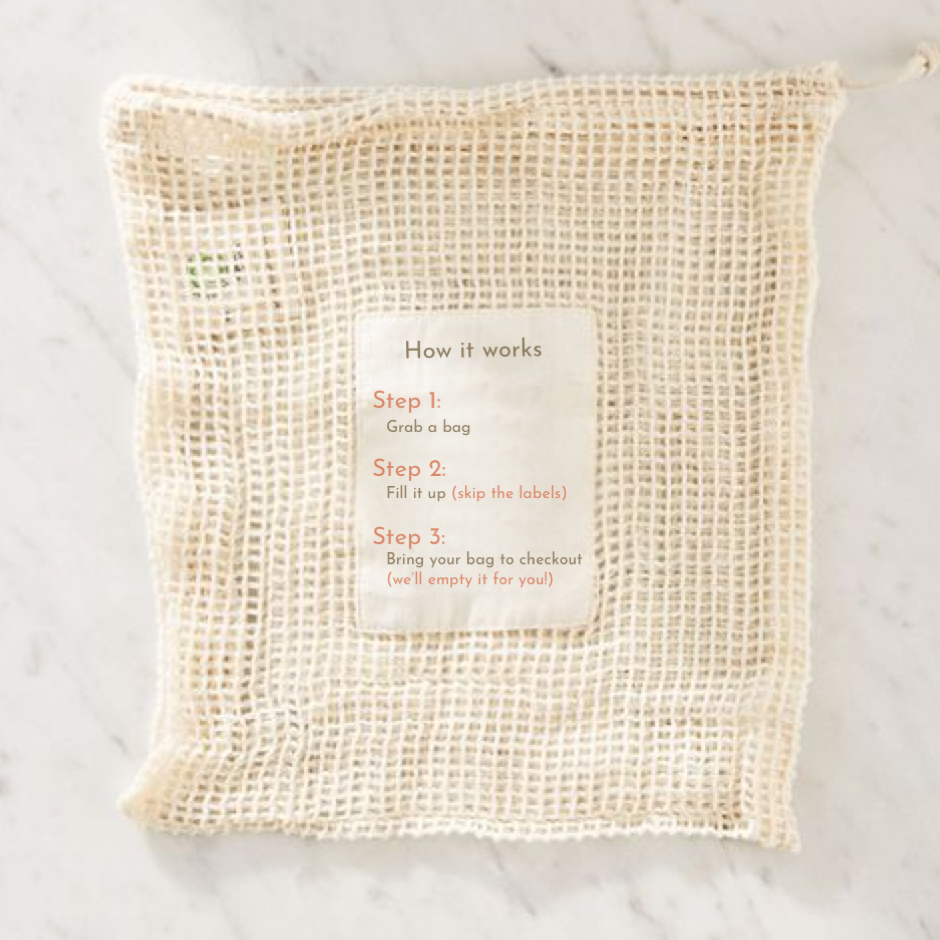 How it works
Step 1:
Grab a bag
Step 2:
Fill it up (skip the labels)
Step 3:
Bring your bag to checkout
(we'll empty it for you!)